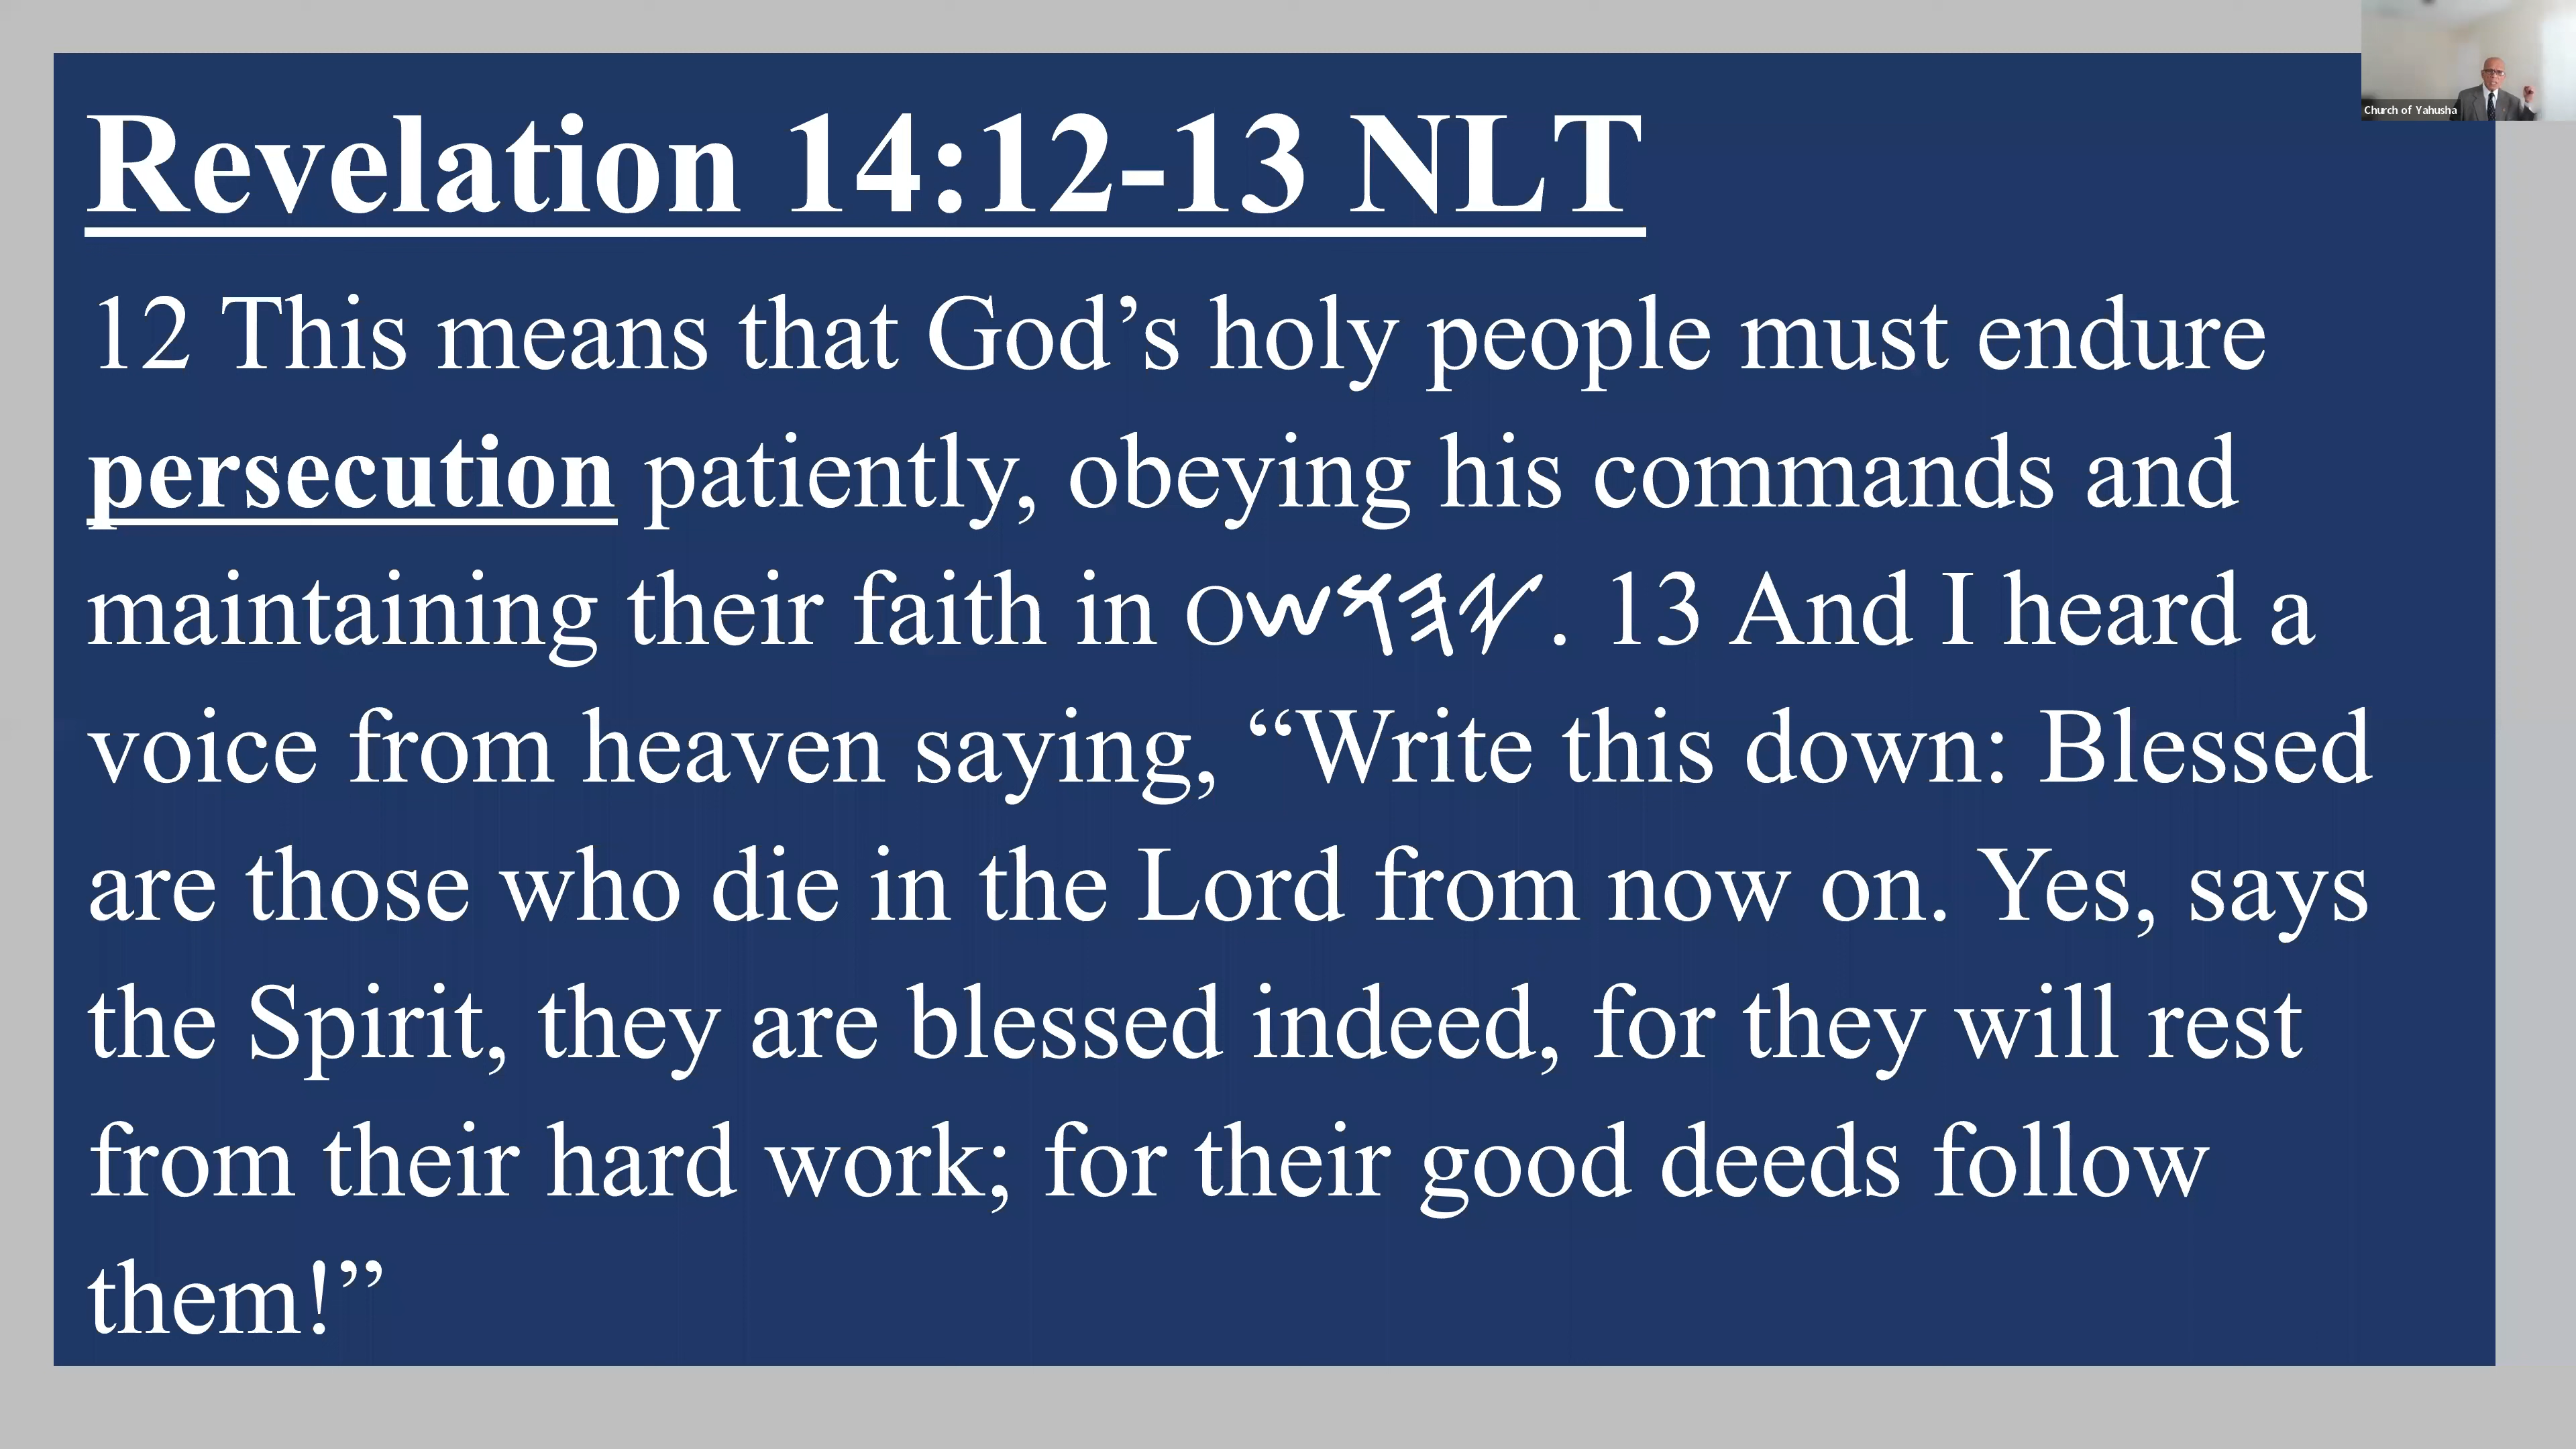 Church of Yahusha
Revelation 14:12-13 NLT
12 This means that God’s holy people must endure
persecution patiently, obeying his commands and
maintaining their faith in 𐤉𐤄𐤅𐤔𐤏. 13 And I heard a
voice from heaven saying, “Write this down: Blessed
are those who die in the Lord from now on. Yes, says
the Spirit, they are blessed indeed, for they will rest
from their hard work; for their good deeds follow
them!”